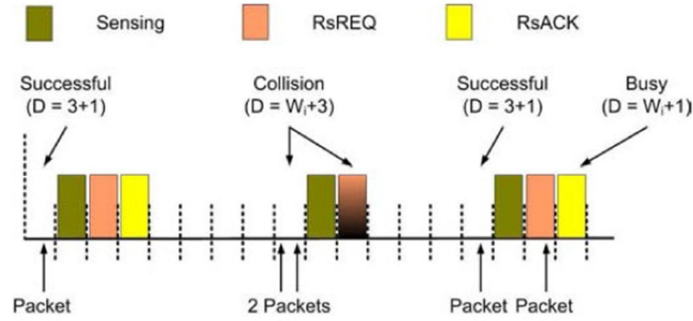 Sensing
RsREQ
RsACK
Successful
(D = 3+1)
Collision
(D = Wᵢ+3)
Successful
(D = 3+1)
Busy
(D = Wᵢ+1)
Packet
2 Packets
Packet
Packet